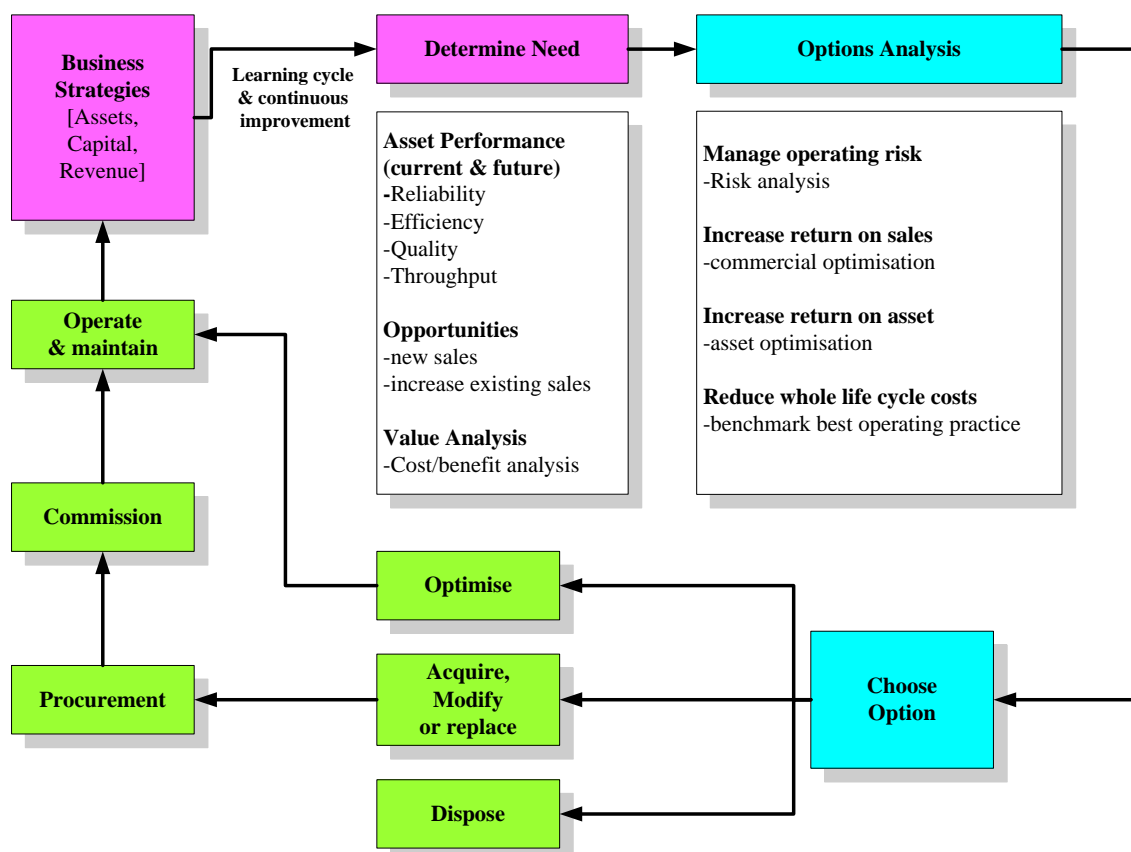 Business
Strategies
[Assets,
Capital,
Revenue]
Learning cycle
& continuous
improvement
Determine Need
Options Analysis
Asset Performance
(current & future)
-Reliability
-Efficiency
-Quality
-Throughput
Opportunities
-new sales
-increase existing sales
Value Analysis
-Cost/benefit analysis
Manage operating risk
-Risk analysis
Increase return on sales
-commercial optimisation
Increase return on asset
-asset optimisation
Reduce whole life cycle costs
-benchmark best operating practice
Operate
& maintain
Commission
Procurement
Optimise
Acquire,
Modify
or replace
Dispose
Choose
Option